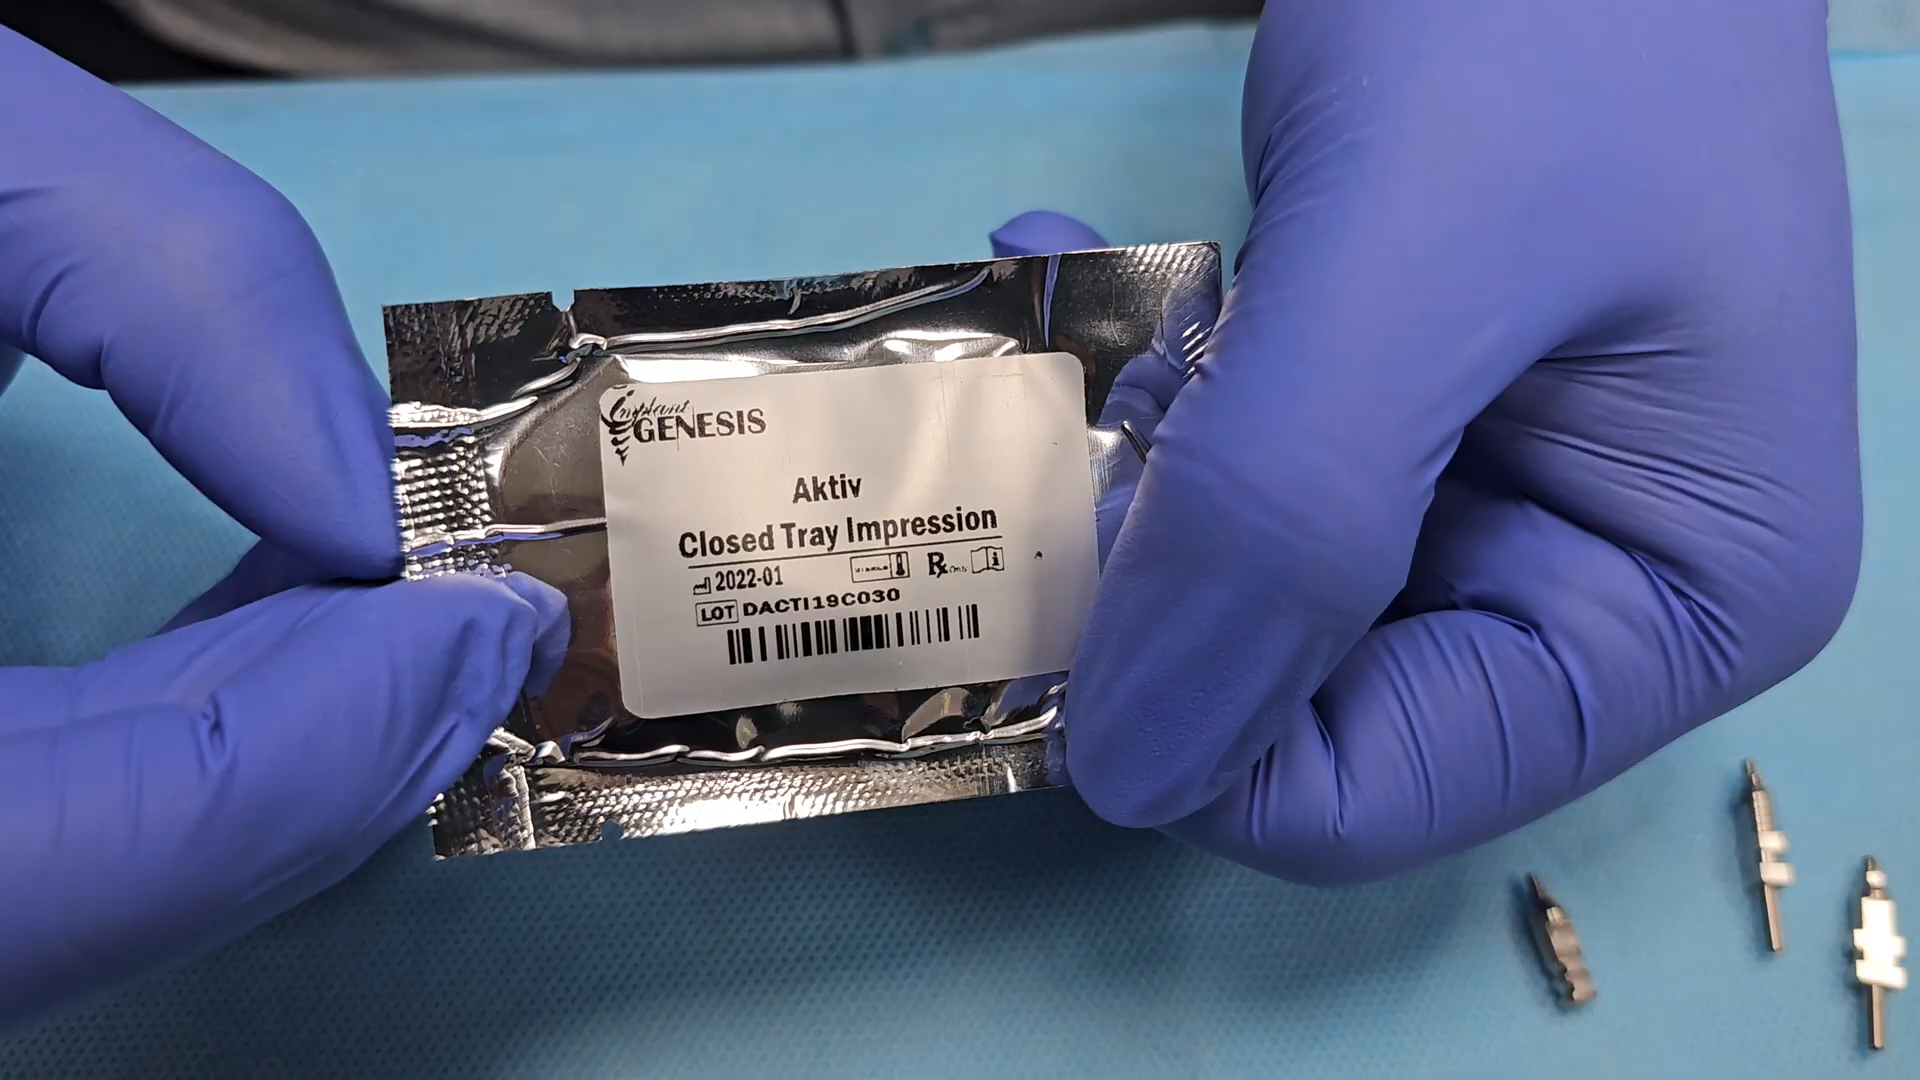 Implant
GENESIS
Aktiv
Closed Tray Impression
2022-01
Rx Only
LOT DACTI19C030